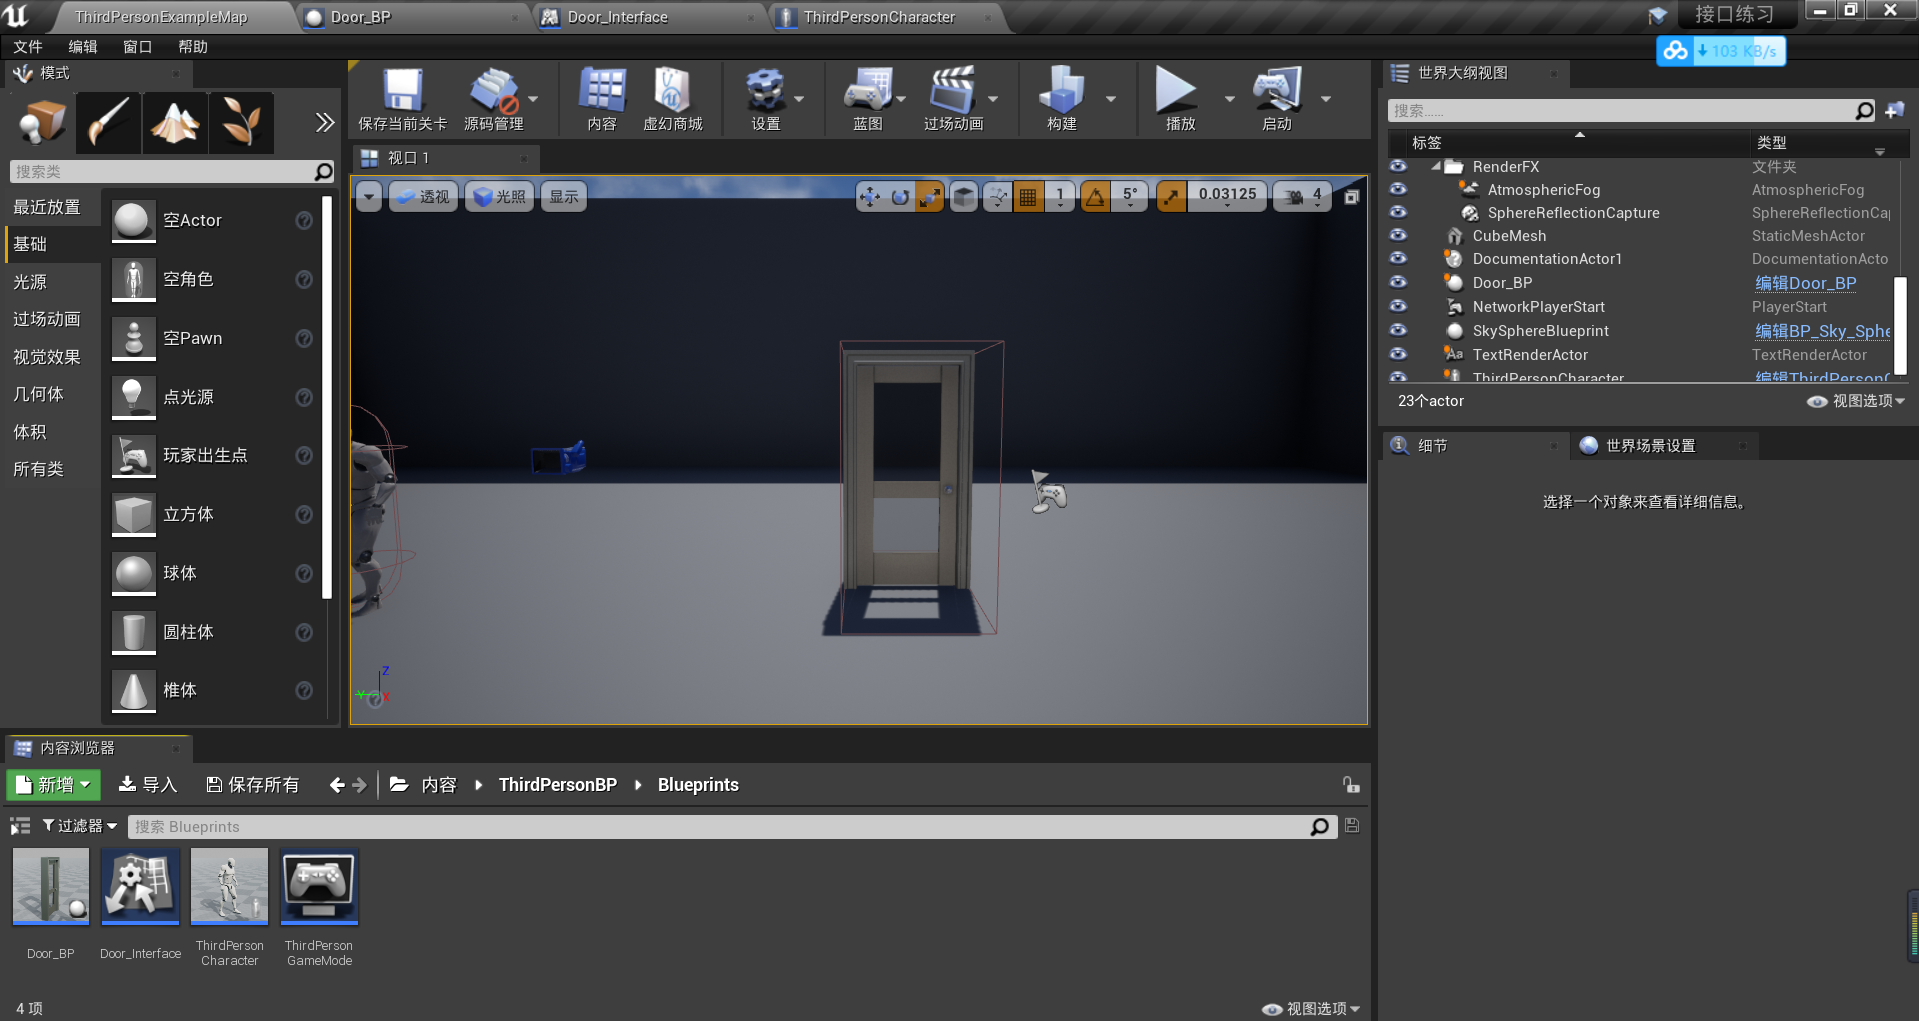 ThirdPersonExampleMap
Door_BP
Door_Interface
ThirdPersonCharacter
接口练习
文件
编辑
窗口
帮助
103 KB/s
模式
搜索类
最近放置
基础
光源
过场动画
视觉效果
几何体
体积
所有类
空Actor
空角色
空Pawn
点光源
玩家出生点
立方体
球体
圆柱体
椎体
保存当前关卡
源码管理
内容
虚幻商城
设置
蓝图
过场动画
构建
播放
启动
视口 1
透视
光照
显示
1
5°
0.03125
4
Z
Y
X
世界大纲视图
搜索......
标签
类型
RenderFX
文件夹
AtmosphericFog
AtmosphericFog
SphereReflectionCapture
SphereReflectionCap
CubeMesh
StaticMeshActor
DocumentationActor1
DocumentationActo
Door_BP
编辑Door_BP
NetworkPlayerStart
PlayerStart
SkySphereBlueprint
编辑BP_Sky_Sphe
TextRenderActor
TextRenderActor
ThirdPersonCharacter
编辑ThirdPersonC
23个actor
视图选项
细节
世界场景设置
选择一个对象来查看详细信息。
内容浏览器
新增
导入
保存所有
内容
ThirdPersonBP
Blueprints
过滤器
搜索 Blueprints
Door_BP
Door_Interface
ThirdPerson
Character
ThirdPerson
GameMode
4 项
视图选项